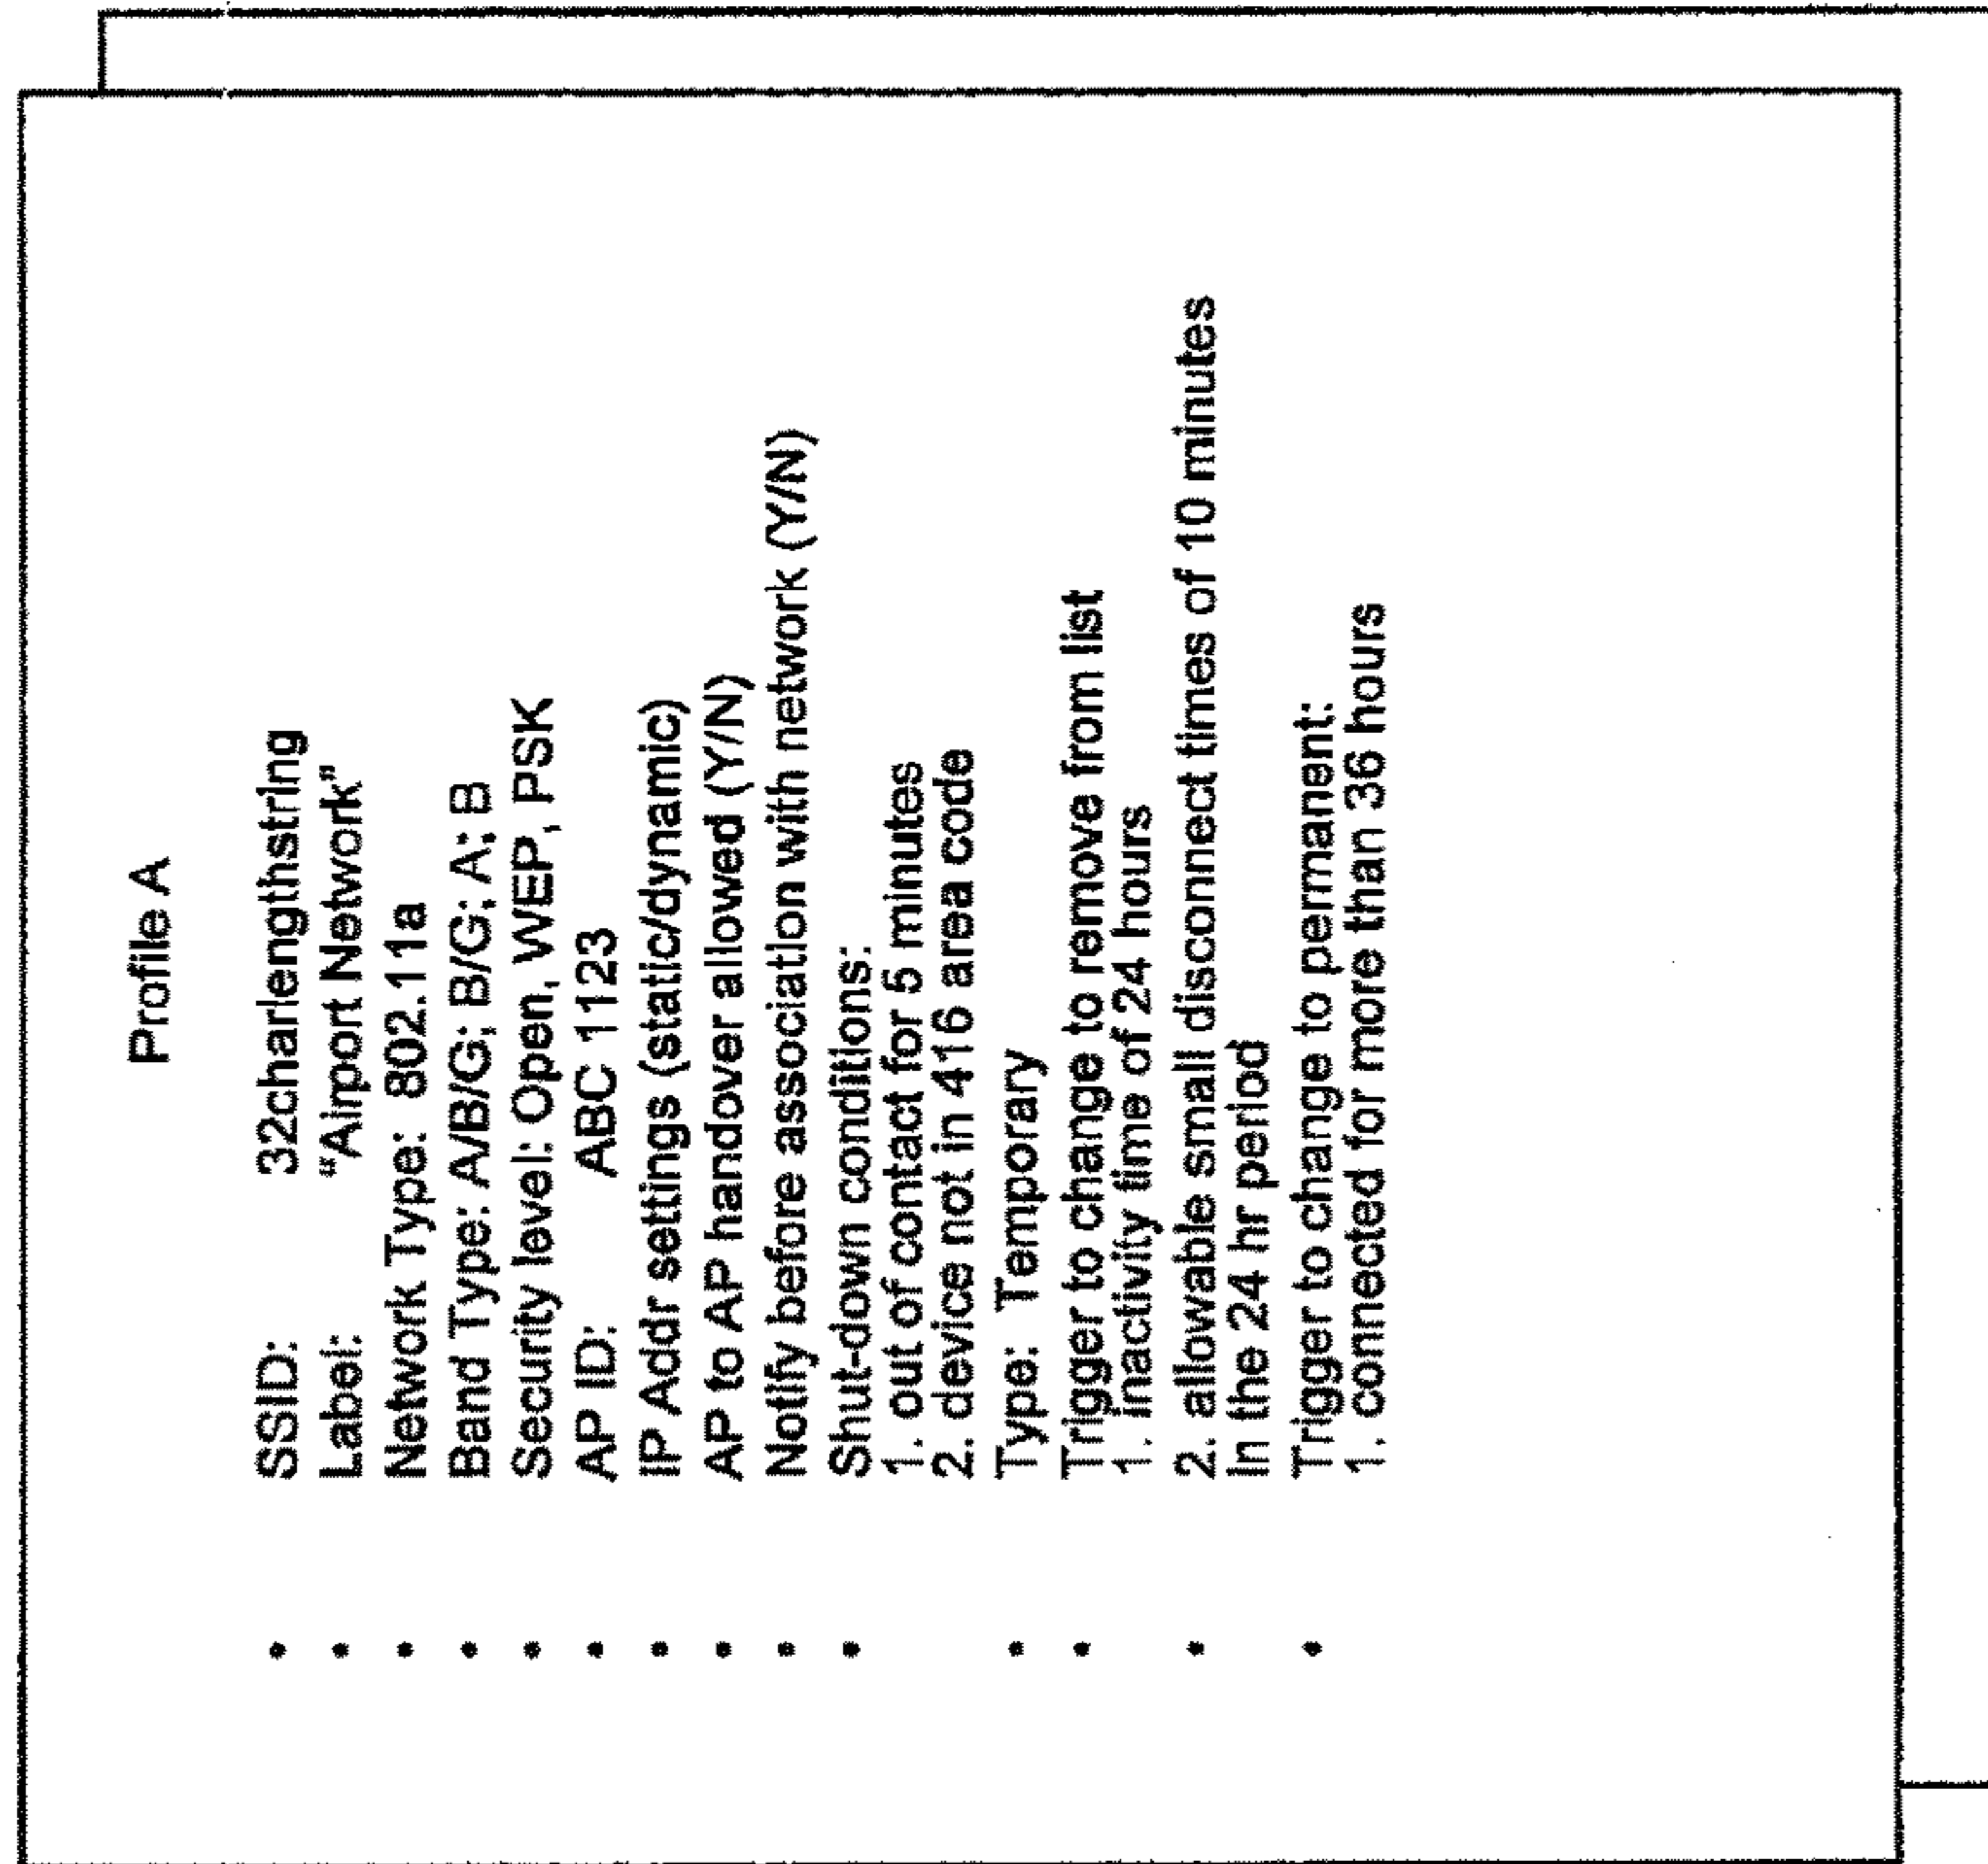 Profile A
• SSID: 32charlengthstring
• Label: "Airport Network"
• Network Type: 802.11a
• Band Type: A/B/G; B/G; A; B
• Security level: Open, WEP, PSK
• AP ID: ABC 1123
• IP Addr settings (static/dynamic)
• AP to AP handover allowed (Y/N)
• Notify before association with network (Y/N)
• Shut-down conditions:
1. out of contact for 5 minutes
2. device not in 416 area code
• Type: Temporary
• Trigger to change to remove from list
1. inactivity time of 24 hours
• 2. allowable small disconnect times of 10 minutes
in the 24 hr period
• Trigger to change to permanent:
1. connected for more than 36 hours